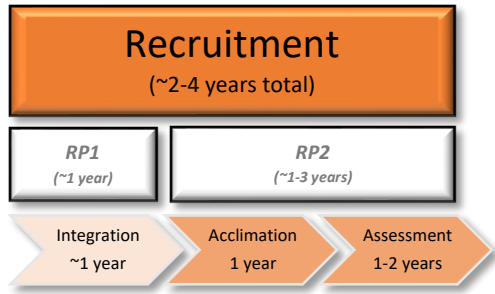 Recruitment
(~2-4 years total)
RP1
(~1 year)
RP2
(~1-3 years)
Integration
~1 year
Acclimation
1 year
Assessment
1-2 years